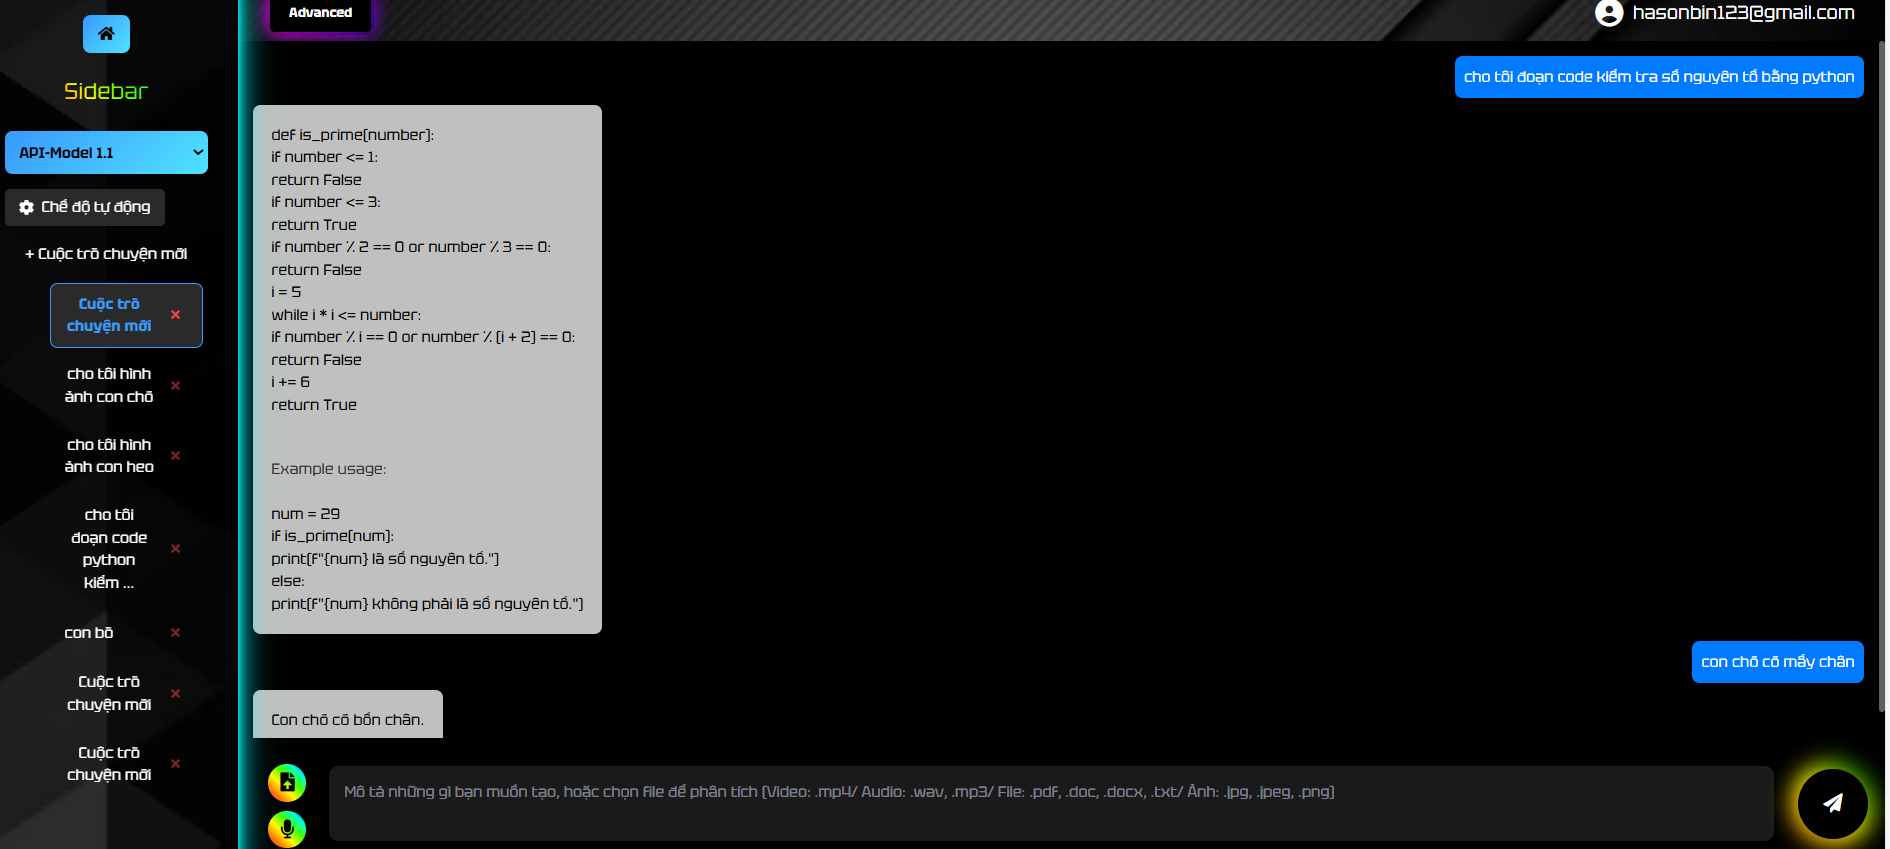 Advanced
hasonbin123@gmail.com
Sidebar
API-Model 1.1
Chế độ tự động
+ Cuộc trò chuyện mới
Cuộc trò
chuyện mới
cho tôi hình
ảnh con chó
cho tôi hình
ảnh con heo
cho tôi
đoạn code
python
kiểm ...
con bò
Cuộc trò
chuyện mới
Cuộc trò
chuyện mới
cho tôi đoạn code kiểm tra số nguyên tố bằng python
def is_prime(number):
if number <= 1:
return False
if number <= 3:
return True
if number % 2 == 0 or number % 3 == 0:
return False
i = 5
while i * i <= number:
if number % i == 0 or number % (i + 2) == 0:
return False
i += 6
return True
Example usage:
num = 29
if is_prime(num):
print(f"{num} là số nguyên tố.")
else:
print(f"{num} không phải là số nguyên tố.")
con chó có mấy chân
Con chó có bốn chân.
Mô tả những gì bạn muốn tạo, hoặc chọn file để phân tích (Video: .mp4/ Audio: .wav, .mp3/ File: .pdf, .doc, .docx, .txt/ Ảnh: .jpg, .jpeg, .png)